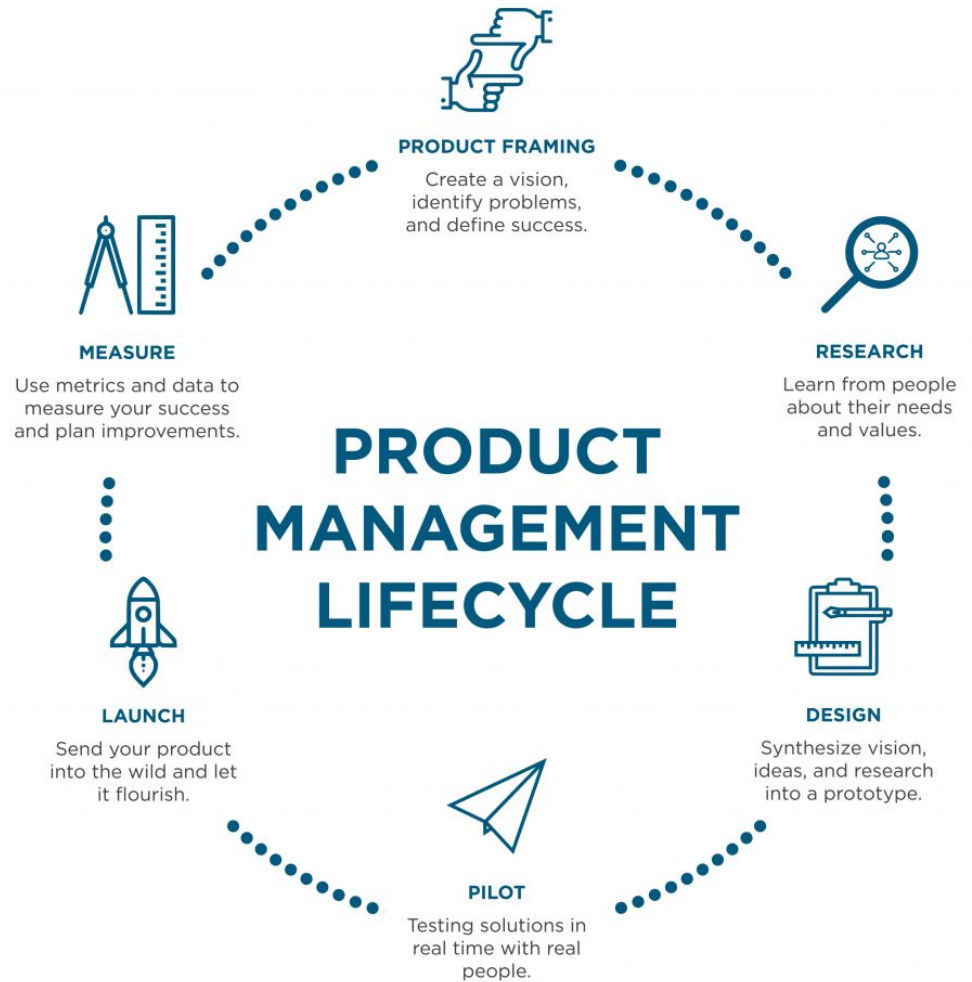 PRODUCT FRAMING
Create a vision,
identify problems,
and define success.
RESEARCH
Learn from people
about their needs
and values.
DESIGN
Synthesize vision,
ideas, and research
into a prototype.
PILOT
Testing solutions in
real time with real
people.
LAUNCH
Send your product
into the wild and let
it flourish.
MEASURE
Use metrics and data to
measure your success
and plan improvements.
PRODUCT
MANAGEMENT
LIFECYCLE